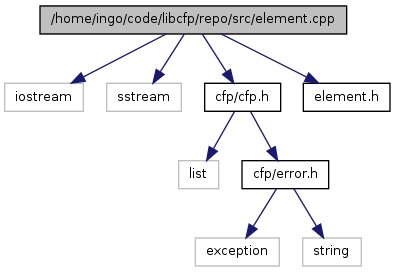 /home/ingo/code/libcfp/repo/src/element.cpp
iostream
sstream
cfp/cfp.h
element.h
list
cfp/error.h
exception
string